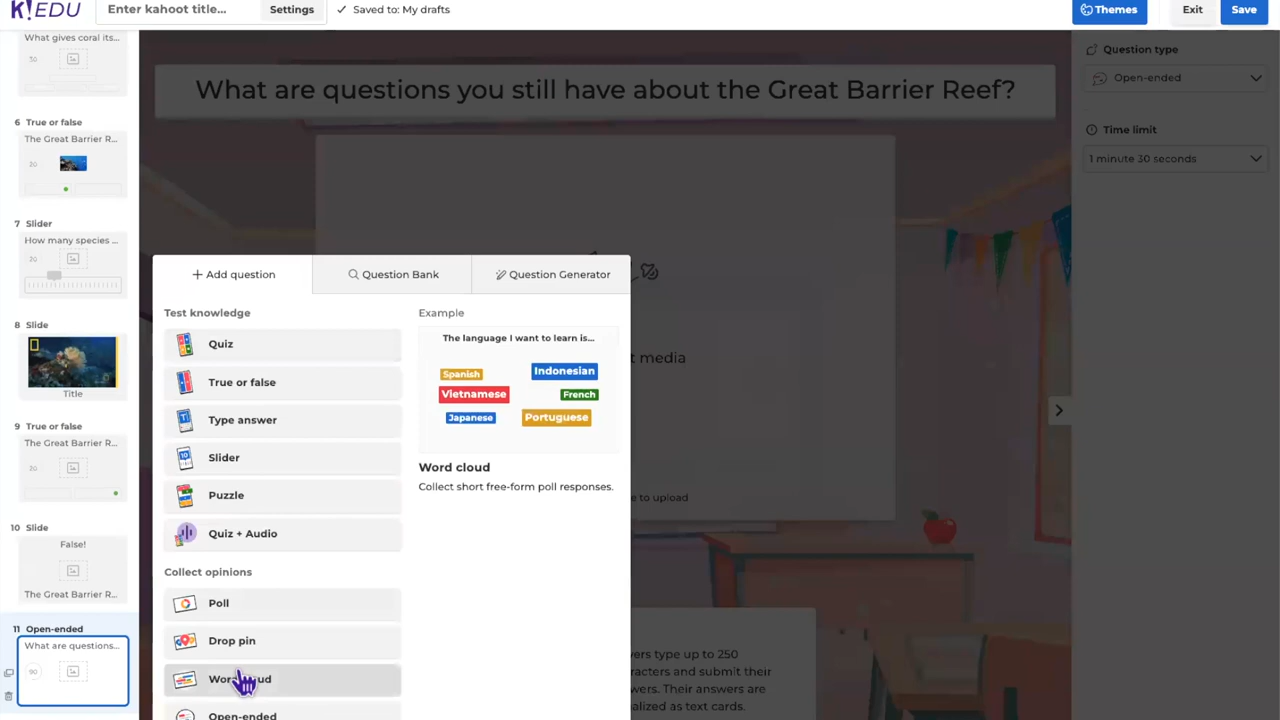 K!EDU
Enter kahoot title...
Settings
Saved to: My drafts
Themes
Exit
Save
What gives coral its...
30
6 True or false
The Great Barrier R...
20
7 Slider
How many species ...
20
8 Slide
Title
9 True or false
The Great Barrier R...
20
10 Slide
False!
The Great Barrier R...
11 Open-ended
What are questions...
90
What are questions you still have about the Great Barrier Reef?
Add question
Question Bank
Question Generator
Test knowledge
Quiz
True or false
Type answer
Slider
Puzzle
Quiz + Audio
Collect opinions
Poll
Drop pin
Word cloud
Open-ended
Example
The language I want to learn is...
Spanish
Indonesian
Vietnamese
French
Japanese
Portuguese
Word cloud
Collect short free-form poll responses.
media
to upload
type up to 250
characters and submit their
Their answers are
as text cards.
Question type
Open-ended
Time limit
1 minute 30 seconds